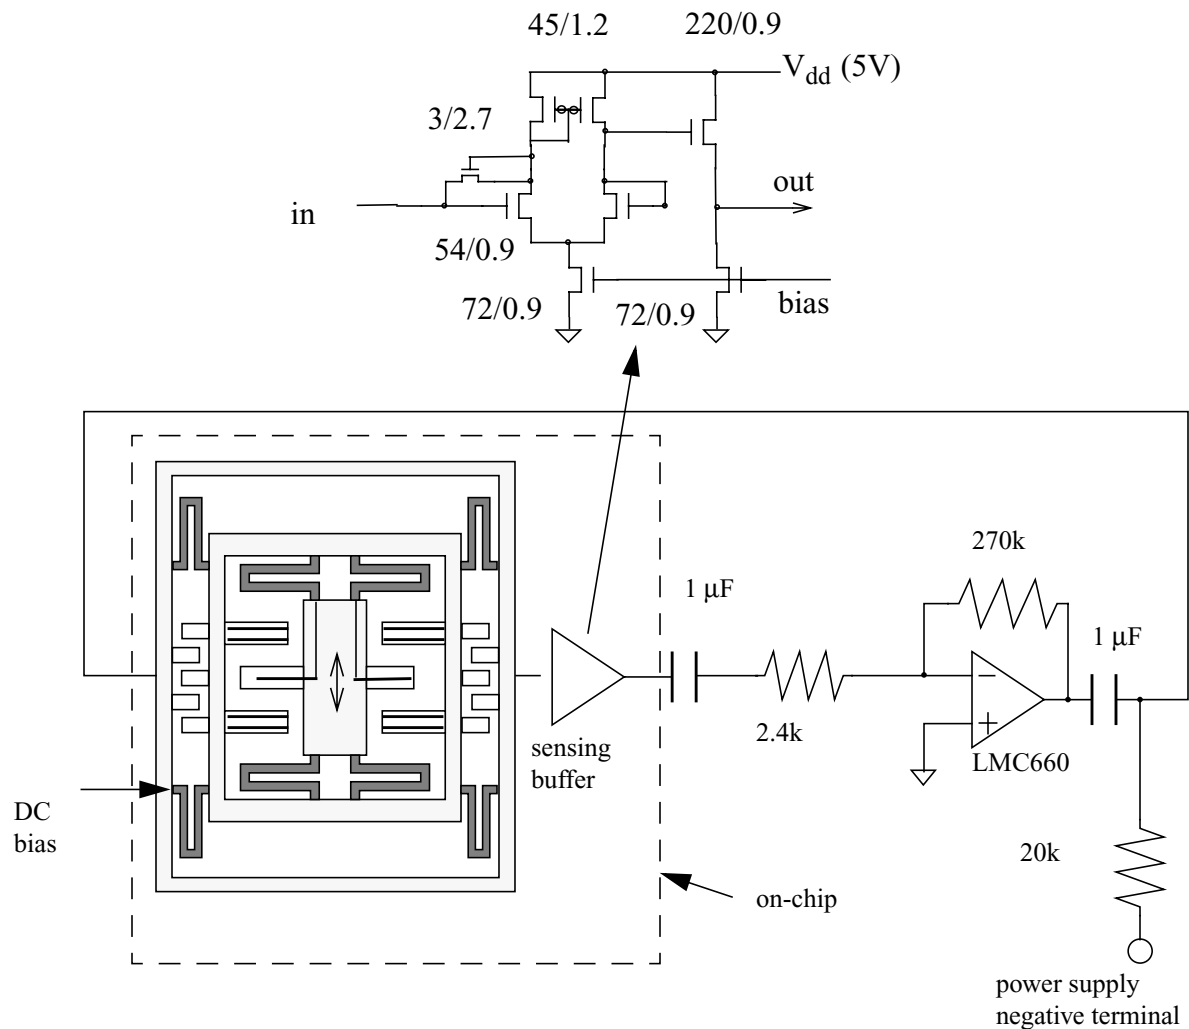 45/1.2
220/0.9
Vdd (5V)
3/2.7
in
out
54/0.9
72/0.9
72/0.9
bias
270k
1 μF
1 μF
2.4k
LMC660
sensing
buffer
DC
bias
20k
on-chip
power supply
negative terminal